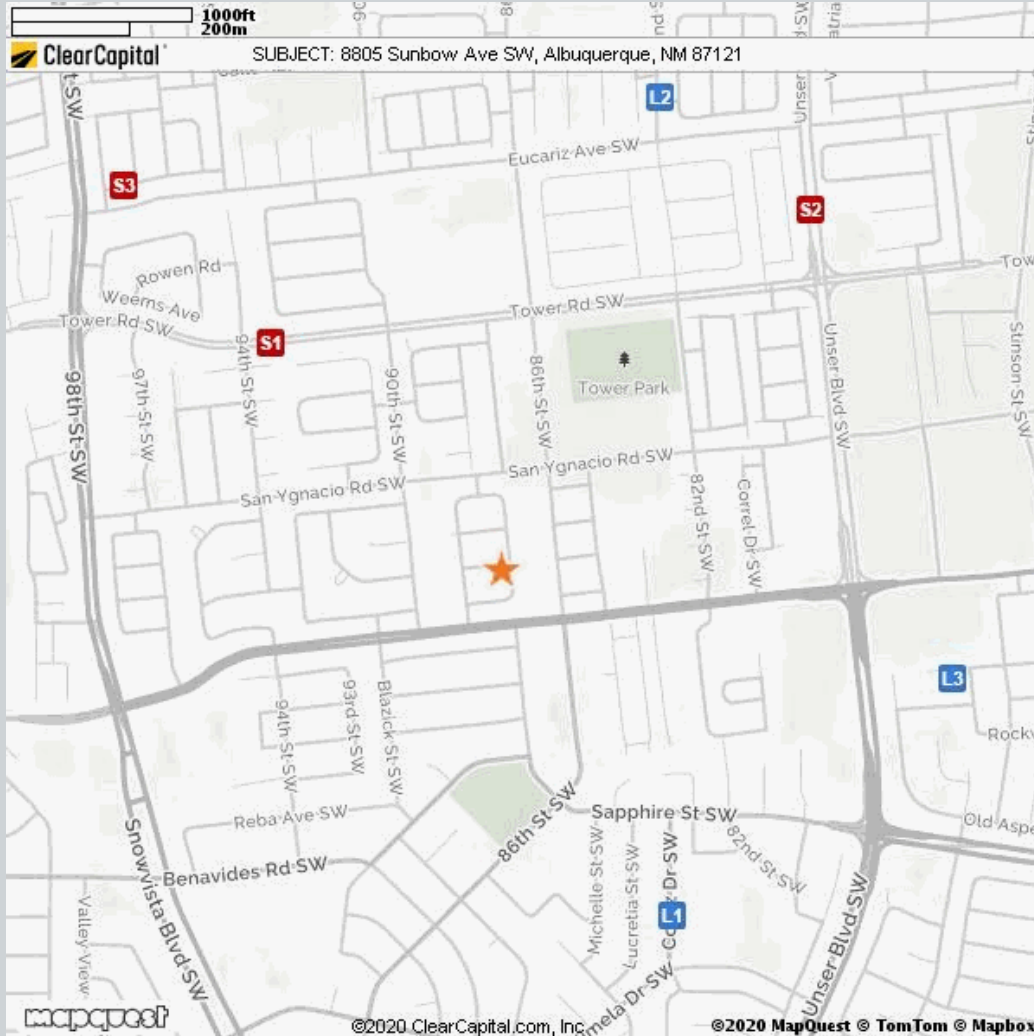 1000ft
200m
ClearCapital
SUBJECT: 8805 Sunbow Ave SW, Albuquerque, NM 87121
L2
Eucariz Ave SW
S3
S2
Unser
Rowen Rd
Weems Ave
Tower Rd SW
Tower Rd SW
S1
94th St SW
97th St SW
98th St SW
90th St SW
86th St SW
Tower Park
Unser Blvd SW
Stinson St SW
San Ygnacio Rd SW
San Ygnacio Rd SW
82nd St SW
Correl Dr SW
L3
94th St SW
93rd St SW
Blazick St SW
Rockv
Reba Ave SW
86th St SW
Sapphire St SW
82nd St SW
Old Aspe
Snowvista Blvd SW
Benavides Rd SW
Michelle St SW
Lucretia St SW
L1
Valley View
Unser Blvd SW
mela Dr SW
mapquest
©2020 ClearCapital.com, Inc
©2020 MapQuest © TomTom © Mapbox